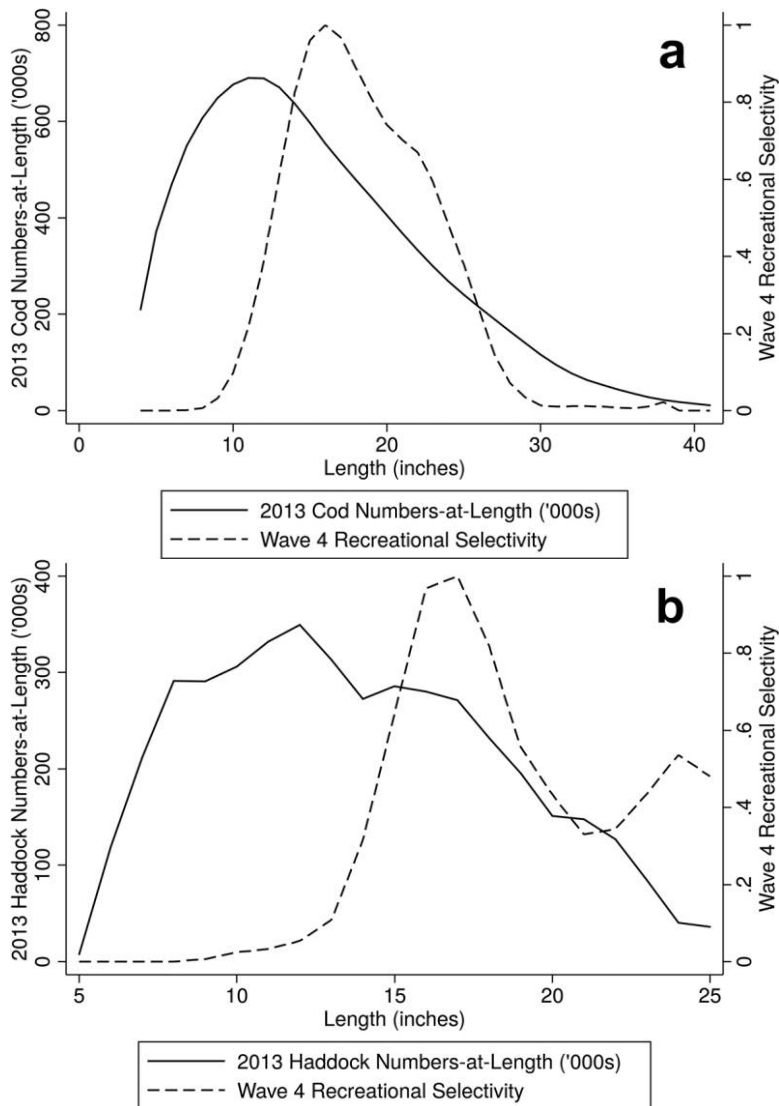 a
2013 Cod Numbers-at-Length ('000s)
0 200 400 600 800
Wave 4 Recreational Selectivity
0 .2 .4 .6 .8 1
0 10 20 30 40
Length (inches)
2013 Cod Numbers-at-Length ('000s)
Wave 4 Recreational Selectivity
b
2013 Haddock Numbers-at-Length ('000s)
0 100 200 300 400
Wave 4 Recreational Selectivity
0 .2 .4 .6 .8 1
5 10 15 20 25
Length (inches)
2013 Haddock Numbers-at-Length ('000s)
Wave 4 Recreational Selectivity